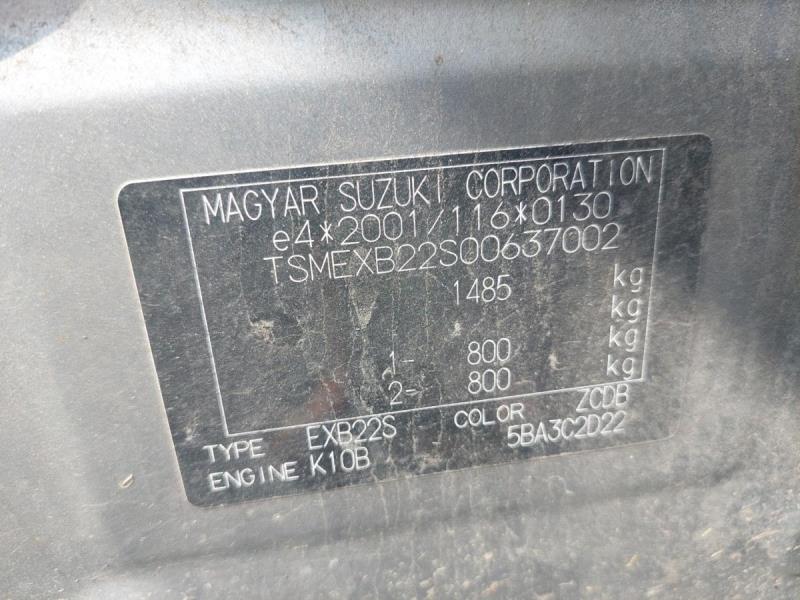 MAGYAR SUZUKI CORPORATION
e4*2001/116*0130
TSMEXB22S00637002
1485 kg
kg
1- 800 kg
2- 800 kg
TYPE EXB22S COLOR ZCDB
ENGINE K10B 5BA3C2D22